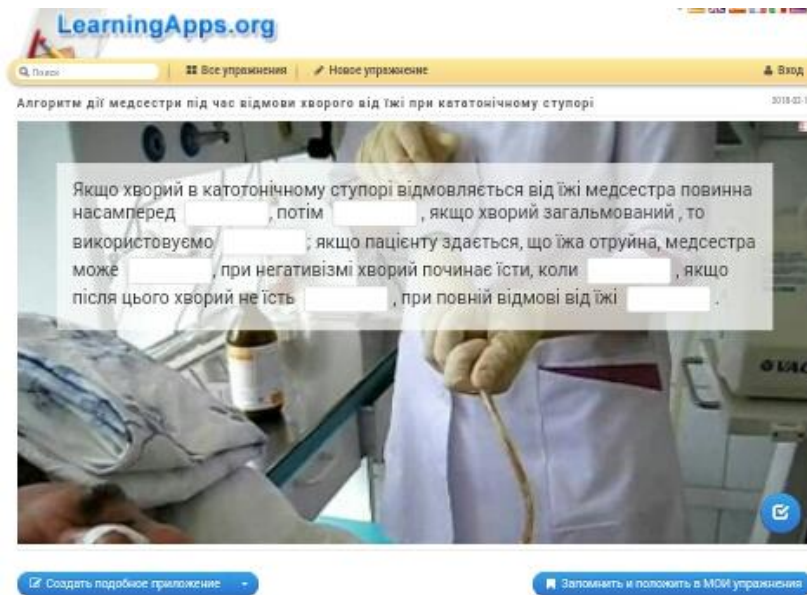 LearningApps.org
Поиск Все упражнения Новое упражнение Вход
Алгоритм дії медсестри під час відмови хворого від їжі при кататонічному ступорі
Якщо хворий в катотонічному ступорі відмовляється від їжі медсестра повинна
насамперед , потім , якщо хворий загальмований , то
використовуємо ; якщо пацієнту здається, що їжа отруйна, медсестра
може , при негативізмі хворий починає їсти, коли , якщо
після цього хворий не їсть , при повній відмові від їжі .
Создать подобное приложение Запомнить и положить в МОИ упражнения